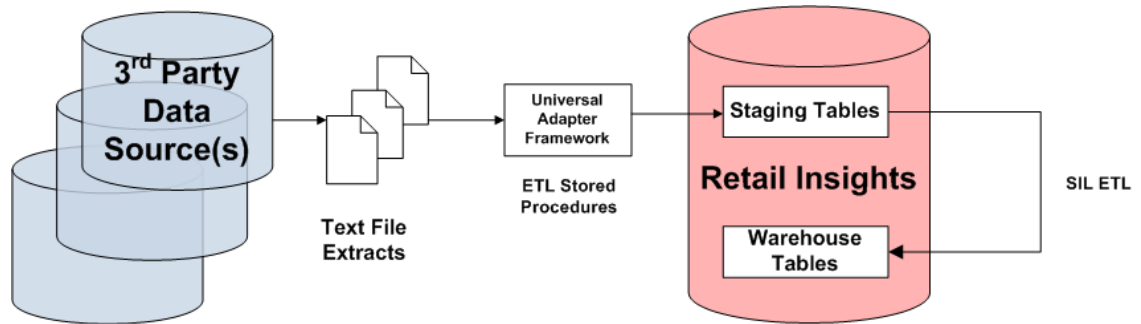 3rd Party
Data
Source(s)
Text File
Extracts
Universal
Adapter
Framework
ETL Stored
Procedures
Staging Tables
Retail Insights
Warehouse
Tables
SIL ETL